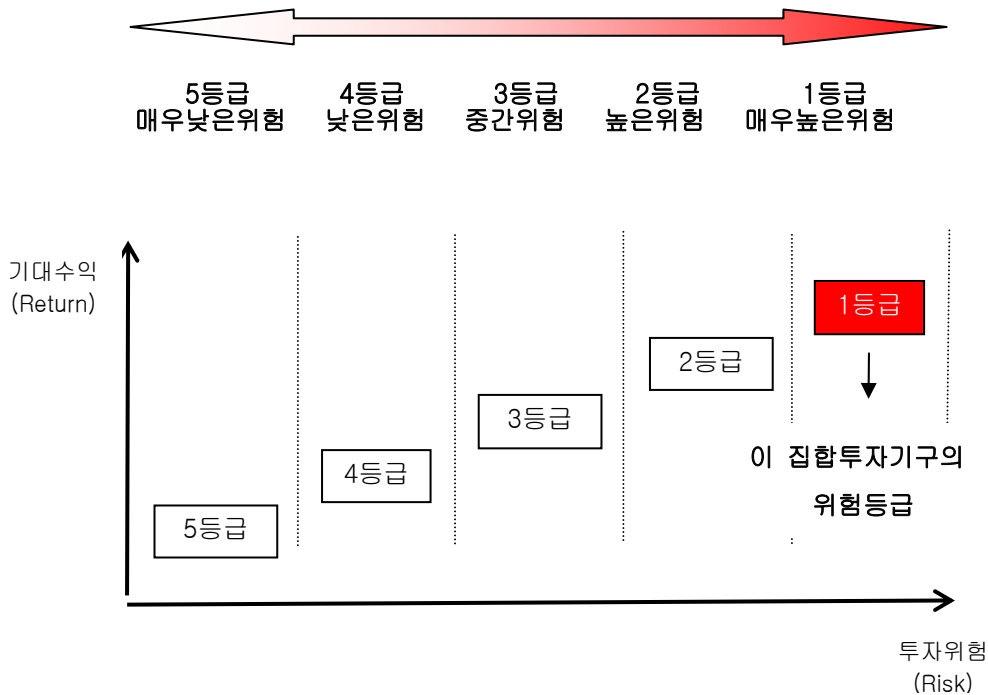 5등급 4등급 3등급 2등급 1등급
매우낮은위험 낮은위험 중간위험 높은위험 매우높은위험
기대수익
(Return)
1등급
2등급
3등급
이 집합투자기구의
4등급
위험등급
5등급
투자위험
(Risk)